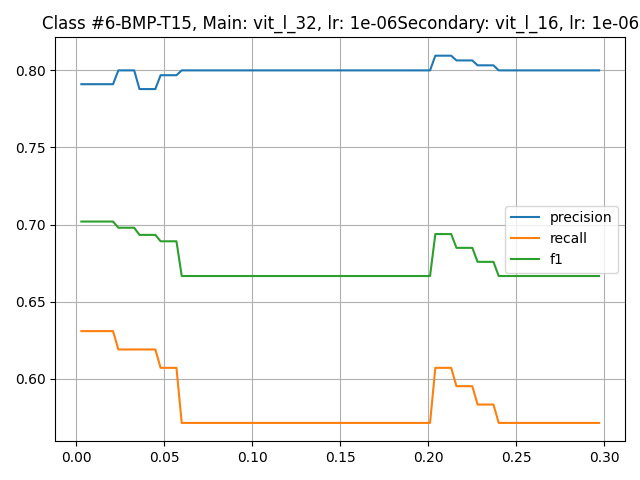 Class #6-BMP-T15, Main: vit_l_32, lr: 1e-06Secondary: vit_l_16, lr: 1e-06
0.80
0.75
0.70
0.65
0.60
precision
recall
f1
0.00 0.05 0.10 0.15 0.20 0.25 0.30